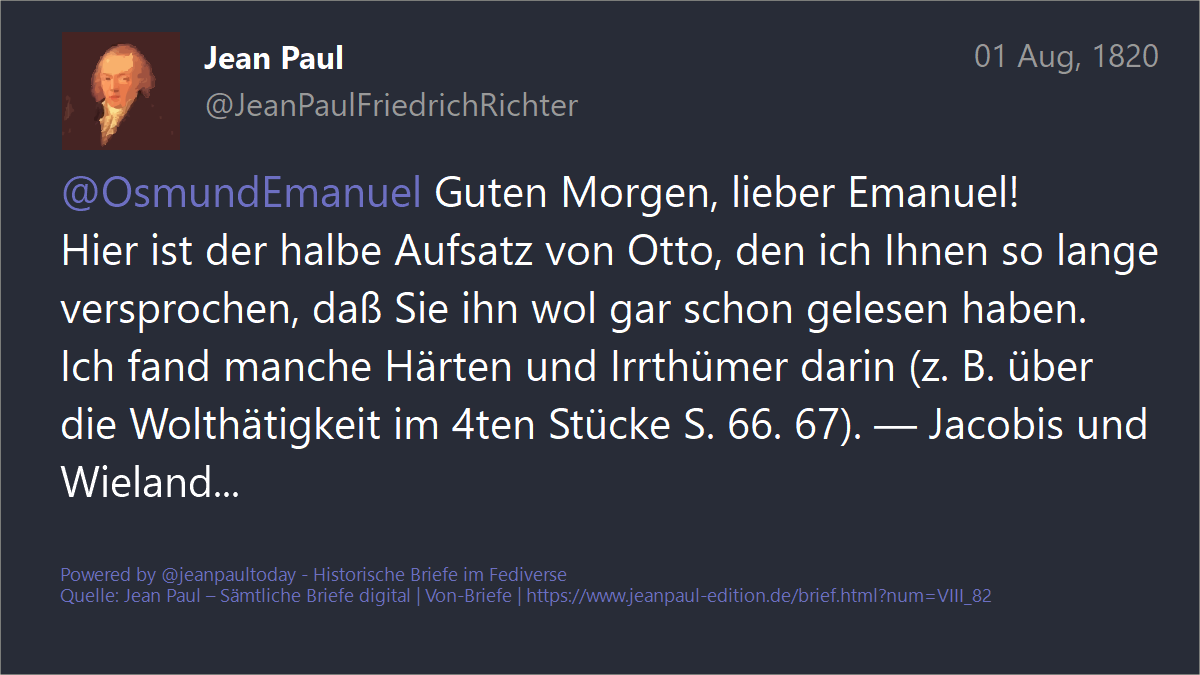 Jean Paul
01 Aug, 1820
@JeanPaulFriedrichRichter
@OsmundEmanuel Guten Morgen, lieber Emanuel!
Hier ist der halbe Aufsatz von Otto, den ich Ihnen so lange
versprochen, daß Sie ihn wol gar schon gelesen haben.
Ich fand manche Härten und Irrthümer darin (z. B. über
die Wolthätigkeit im 4ten Stücke S. 66. 67). — Jacobis und
Wieland...
Powered by @jeanpaultoday - Historische Briefe im Fediverse
Quelle: Jean Paul – Sämtliche Briefe digital | Von-Briefe | https://www.jeanpaul-edition.de/brief.html?num=VIII_82